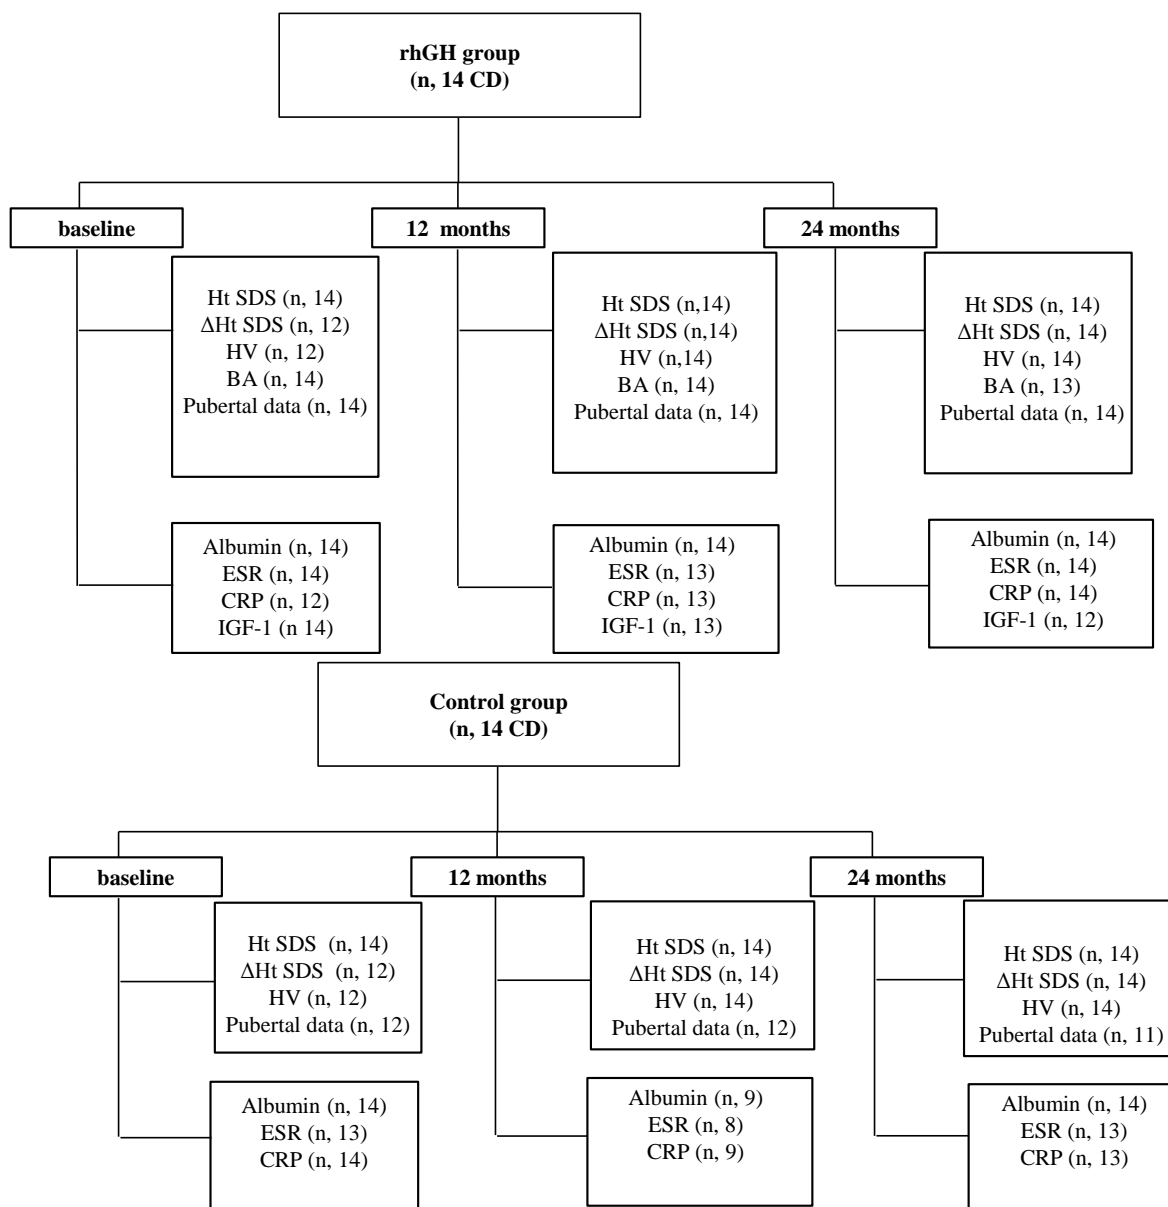 rhGH group
(n, 14 CD)
baseline
12 months
24 months
Ht SDS (n, 14)
ΔHt SDS (n, 12)
HV (n, 12)
BA (n, 14)
Pubertal data (n, 14)
Ht SDS (n,14)
ΔHt SDS (n,14)
HV (n,14)
BA (n, 14)
Pubertal data (n, 14)
Ht SDS (n, 14)
ΔHt SDS (n, 14)
HV (n, 14)
BA (n, 13)
Pubertal data (n, 14)
Albumin (n, 14)
ESR (n, 14)
CRP (n, 12)
IGF-1 (n 14)
Albumin (n, 14)
ESR (n, 13)
CRP (n, 13)
IGF-1 (n, 13)
Albumin (n, 14)
ESR (n, 14)
CRP (n, 14)
IGF-1 (n, 12)
Control group
(n, 14 CD)
baseline
12 months
24 months
Ht SDS (n, 14)
ΔHt SDS (n, 12)
HV (n, 12)
Pubertal data (n, 12)
Ht SDS (n, 14)
ΔHt SDS (n, 14)
HV (n, 14)
Pubertal data (n, 12)
Ht SDS (n, 14)
ΔHt SDS (n, 14)
HV (n, 14)
Pubertal data (n, 11)
Albumin (n, 14)
ESR (n, 13)
CRP (n, 14)
Albumin (n, 9)
ESR (n, 8)
CRP (n, 9)
Albumin (n, 14)
ESR (n, 13)
CRP (n, 13)